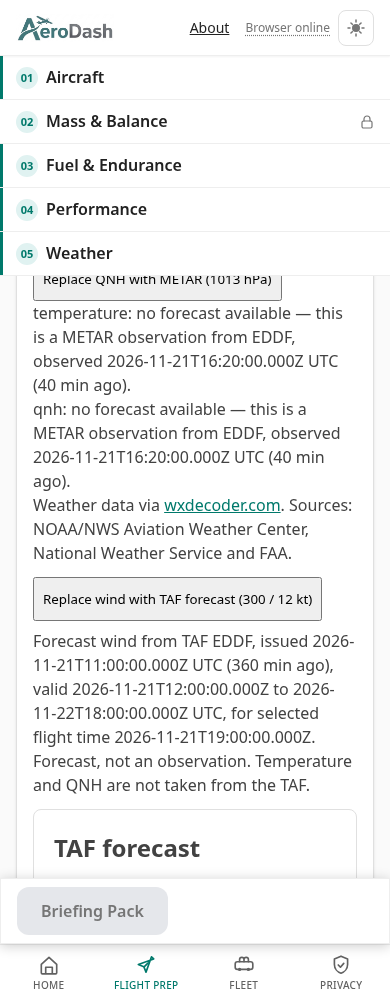 AeroDash
About
Browser online
01 Aircraft
02 Mass & Balance
03 Fuel & Endurance
04 Performance
05 Weather
Replace QNH with METAR (1013 hPa)
temperature: no forecast available — this
is a METAR observation from EDDF,
observed 2026-11-21T16:20:00.000Z UTC
(40 min ago).
qnh: no forecast available — this is a
METAR observation from EDDF, observed
2026-11-21T16:20:00.000Z UTC (40 min
ago).
Weather data via wxdecoder.com. Sources:
NOAA/NWS Aviation Weather Center,
National Weather Service and FAA.
Replace wind with TAF forecast (300 / 12 kt)
Forecast wind from TAF EDDF, issued 2026-
11-21T11:00:00.000Z UTC (360 min ago),
valid 2026-11-21T12:00:00.000Z to 2026-
11-22T18:00:00.000Z UTC, for selected
flight time 2026-11-21T19:00:00.000Z.
Forecast, not an observation. Temperature
and QNH are not taken from the TAF.
TAF forecast
Briefing Pack
HOME
FLIGHT PREP
FLEET
PRIVACY